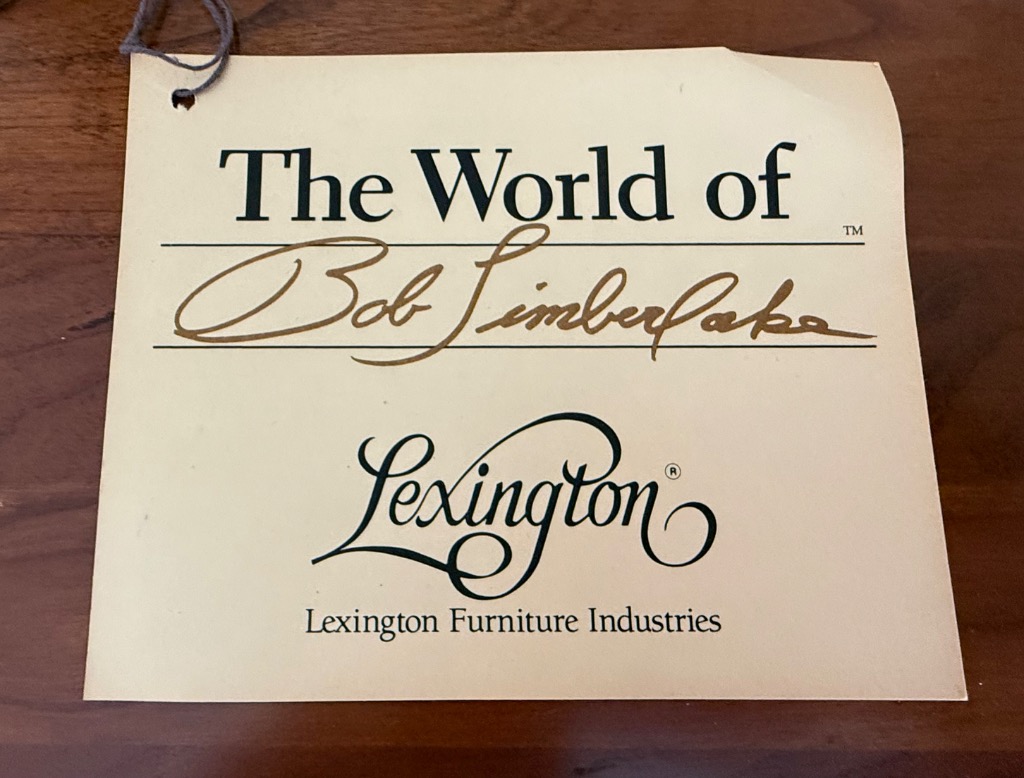 The World of
TM
Bob Timberlake
Lexington®
Lexington Furniture Industries